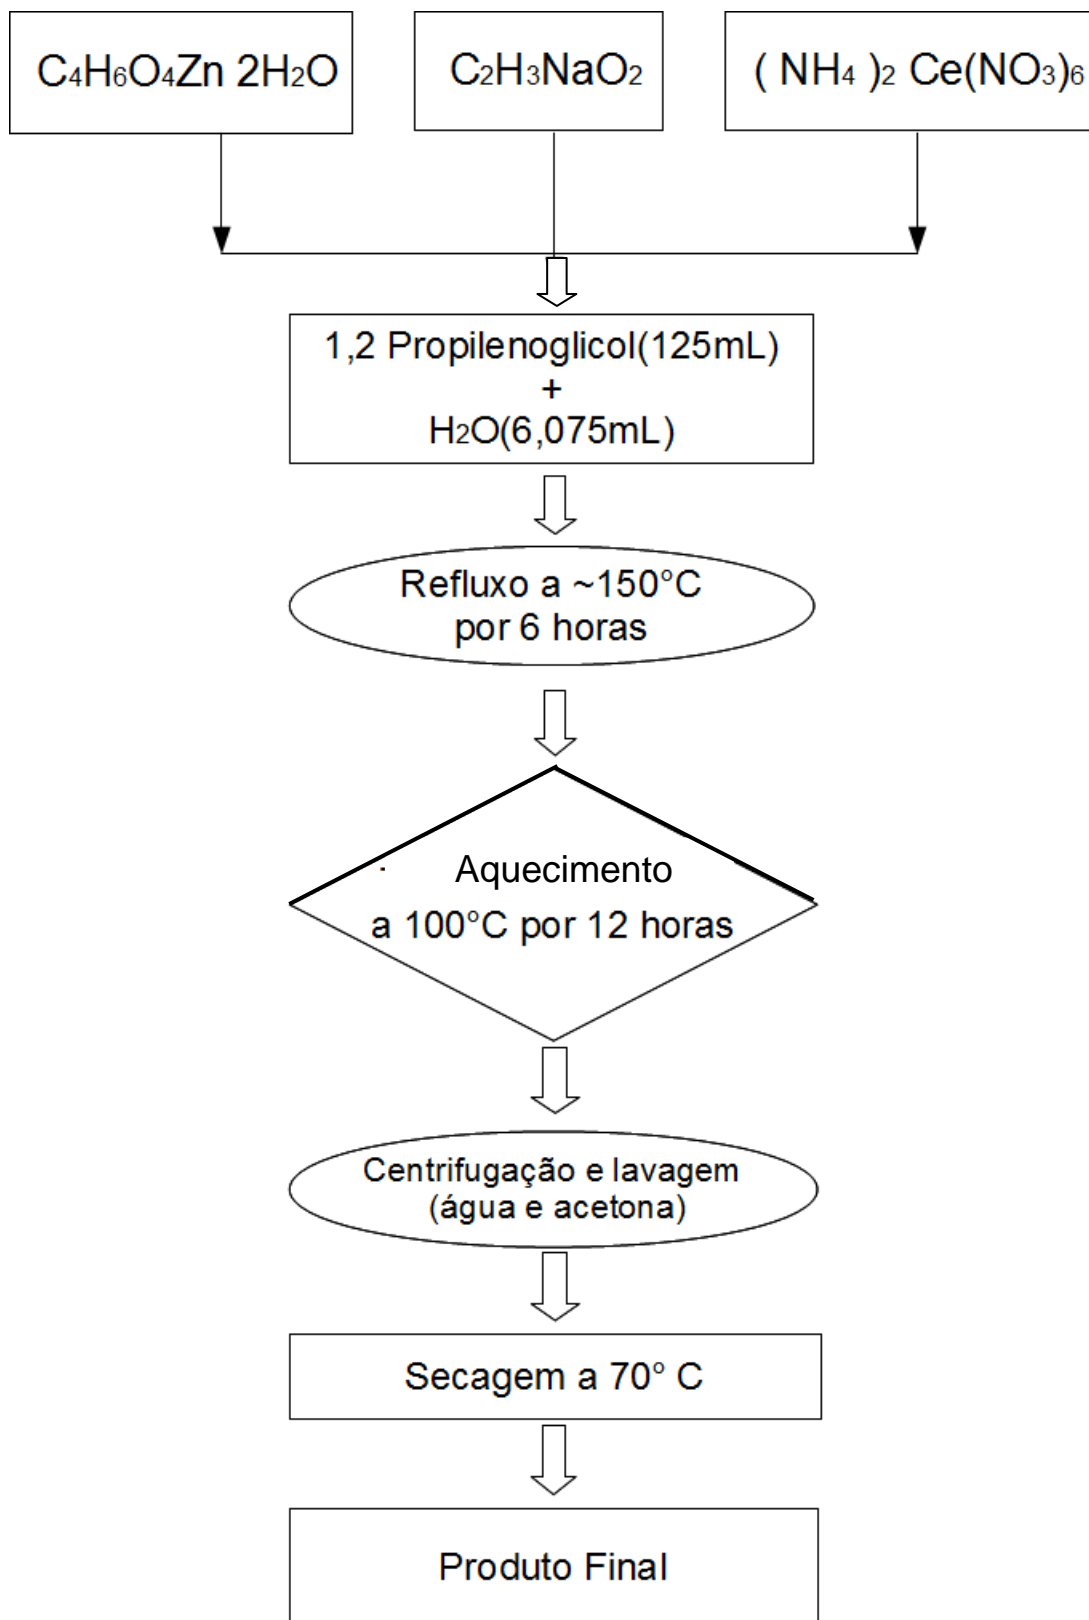 C₄H₆O₄Zn 2H₂O
C₂H₃NaO₂
( NH₄ )₂ Ce(NO₃)₆
1,2 Propilenoglicol(125mL)
+
H₂O(6,075mL)
Refluxo a ~150°C
por 6 horas
Aquecimento
a 100°C por 12 horas
Centrifugação e lavagem
(água e acetona)
Secagem a 70° C
Produto Final